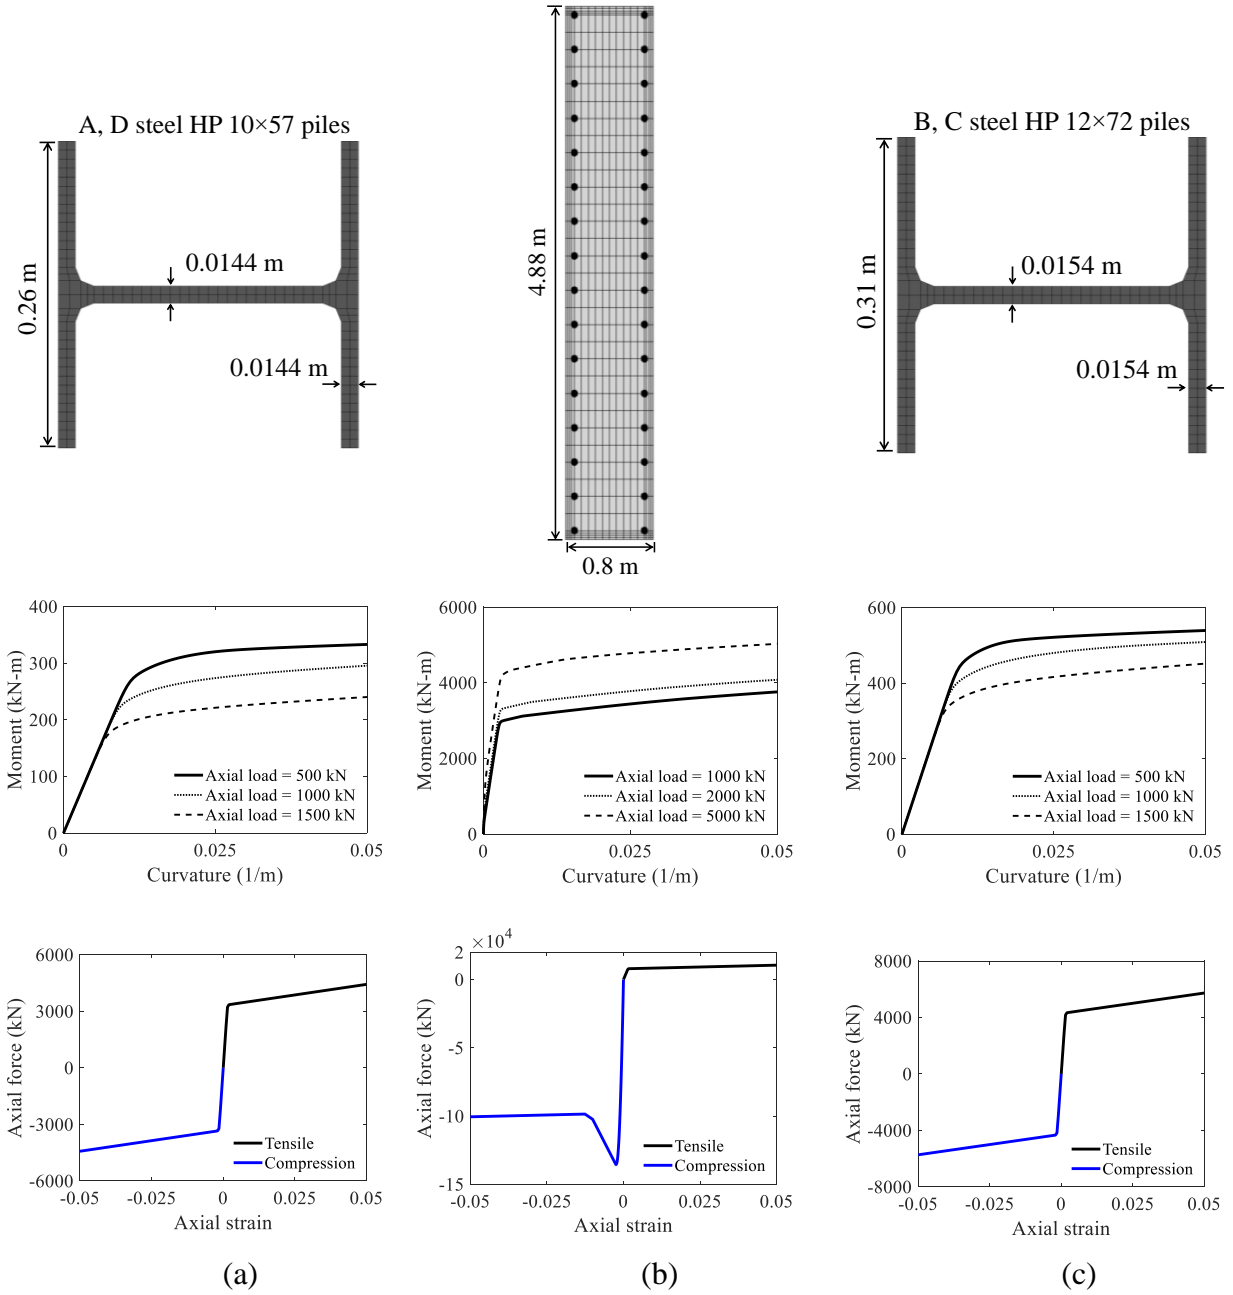 A, D steel HP 10×57 piles
0.26 m
0.0144 m
0.0144 m
4.88 m
0.8 m
B, C steel HP 12×72 piles
0.31 m
0.0154 m
0.0154 m
400
300
200
100
0
Moment (kN-m)
Axial load = 500 kN
Axial load = 1000 kN
Axial load = 1500 kN
0 0.025 0.05
Curvature (1/m)
6000
4000
2000
0
Moment (kN-m)
Axial load = 1000 kN
Axial load = 2000 kN
Axial load = 5000 kN
0 0.025 0.05
Curvature (1/m)
600
400
200
0
Moment (kN-m)
Axial load = 500 kN
Axial load = 1000 kN
Axial load = 1500 kN
0 0.025 0.05
Curvature (1/m)
6000
3000
0
-3000
-6000
Axial force (kN)
Tensile
Compression
-0.05 -0.025 0 0.025 0.05
Axial strain
×10⁴
2
0
-5
-10
-15
Axial force (kN)
Tensile
Compression
-0.05 -0.025 0 0.025 0.05
Axial strain
8000
4000
0
-4000
-8000
Axial force (kN)
Tensile
Compression
-0.05 -0.025 0 0.025 0.05
Axial strain
(a) (b) (c)